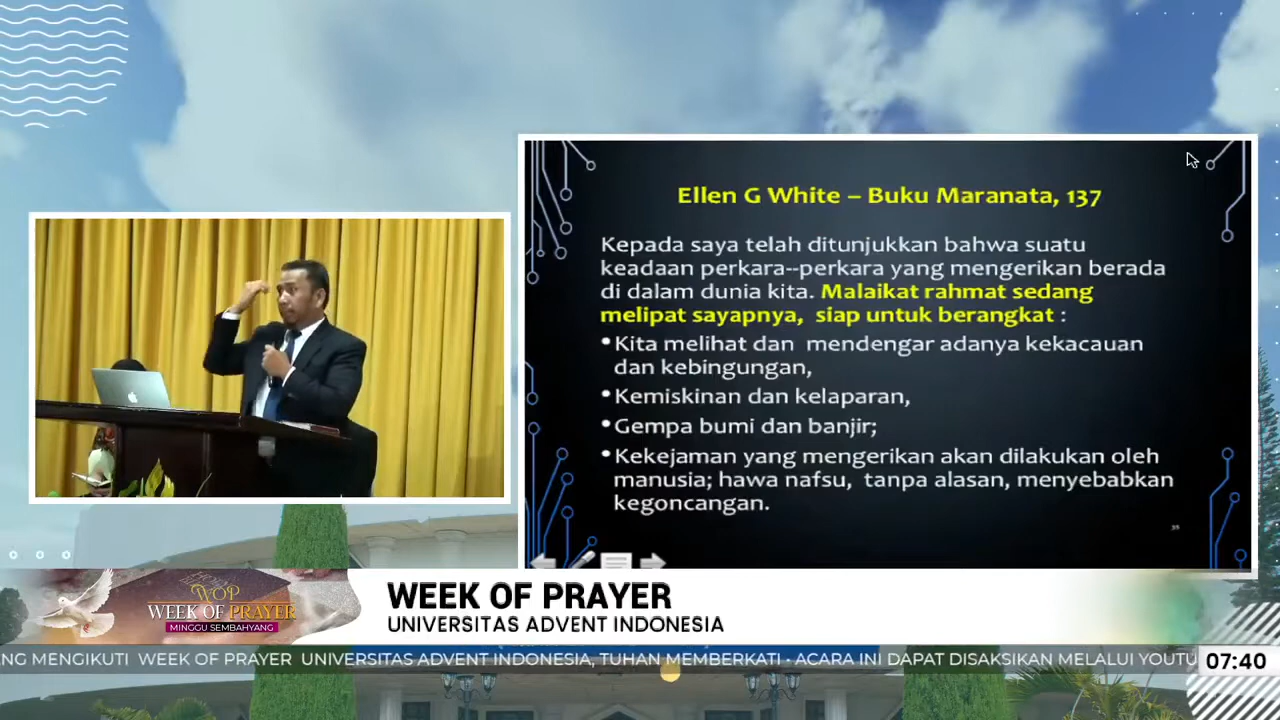 Ellen G White – Buku Maranata, 137
Kepada saya telah ditunjukkan bahwa suatu
keadaan perkara--perkara yang mengerikan berada
di dalam dunia kita. Malaikat rahmat sedang
melipat sayapnya, siap untuk berangkat :
•Kita melihat dan mendengar adanya kekacauan
dan kebingungan,
•Kemiskinan dan kelaparan,
•Gempa bumi dan banjir;
•Kekejaman yang mengerikan akan dilakukan oleh
manusia; hawa nafsu, tanpa alasan, menyebabkan
kegoncangan.
WOP
WEEK OF PRAYER
MINGGU SEMBAHYANG
WEEK OF PRAYER
UNIVERSITAS ADVENT INDONESIA
NG MENGIKUTI WEEK OF PRAYER UNIVERSITAS ADVENT INDONESIA, TUHAN MEMBERKATI · ACARA INI DAPAT DISAKSIKAN MELALUI YOUTU
07:40